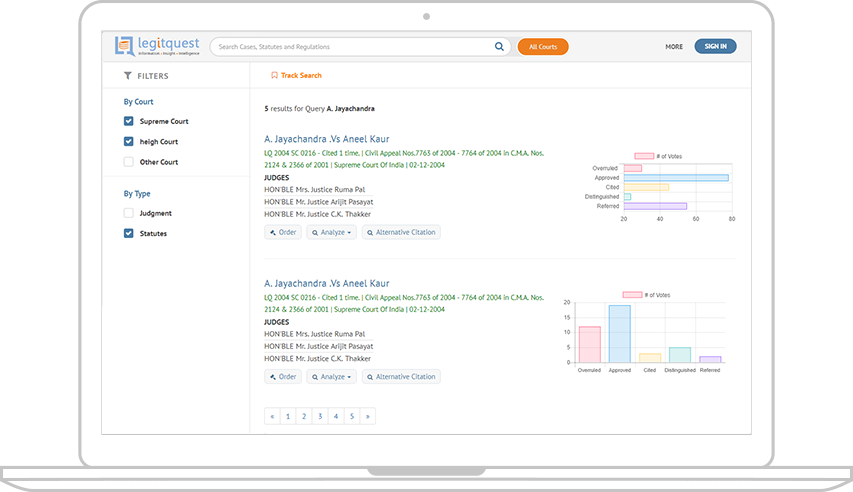 legitquest
Information - Insight - Intelligence
Search Cases, Statutes and Regulations
All Courts
MORE
SIGN IN
FILTERS
Track Search
By Court
Supreme Court
heigh Court
Other Court
By Type
Judgment
Statutes
5 results for Query A. Jayachandra
A. Jayachandra .Vs Aneel Kaur
LQ 2004 SC 0216 - Cited 1 time, | Civil Appeal Nos.7763 of 2004 - 7764 of 2004 in C.M.A. Nos.
2124 & 2366 of 2001 | Supreme Court Of India | 02-12-2004
JUDGES
HON'BLE Mrs. Justice Ruma Pal
HON'BLE Mr. Justice Arijit Pasayat
HON'BLE Mr. Justice C.K. Thakker
Order
Analyze
Alternative Citation
# of Votes
Overruled
Approved
Cited
Distinguished
Referred
20 40 60 80
A. Jayachandra .Vs Aneel Kaur
LQ 2004 SC 0216 - Cited 1 time, | Civil Appeal Nos.7763 of 2004 - 7764 of 2004 in C.M.A. Nos.
2124 & 2366 of 2001 | Supreme Court Of India | 02-12-2004
JUDGES
HON'BLE Mrs. Justice Ruma Pal
HON'BLE Mr. Justice Arijit Pasayat
HON'BLE Mr. Justice C.K. Thakker
Order
Analyze
Alternative Citation
# of Votes
20
15
10
5
0
Overruled Approved Cited Distinguished Referred
« 1 2 3 4 5 »